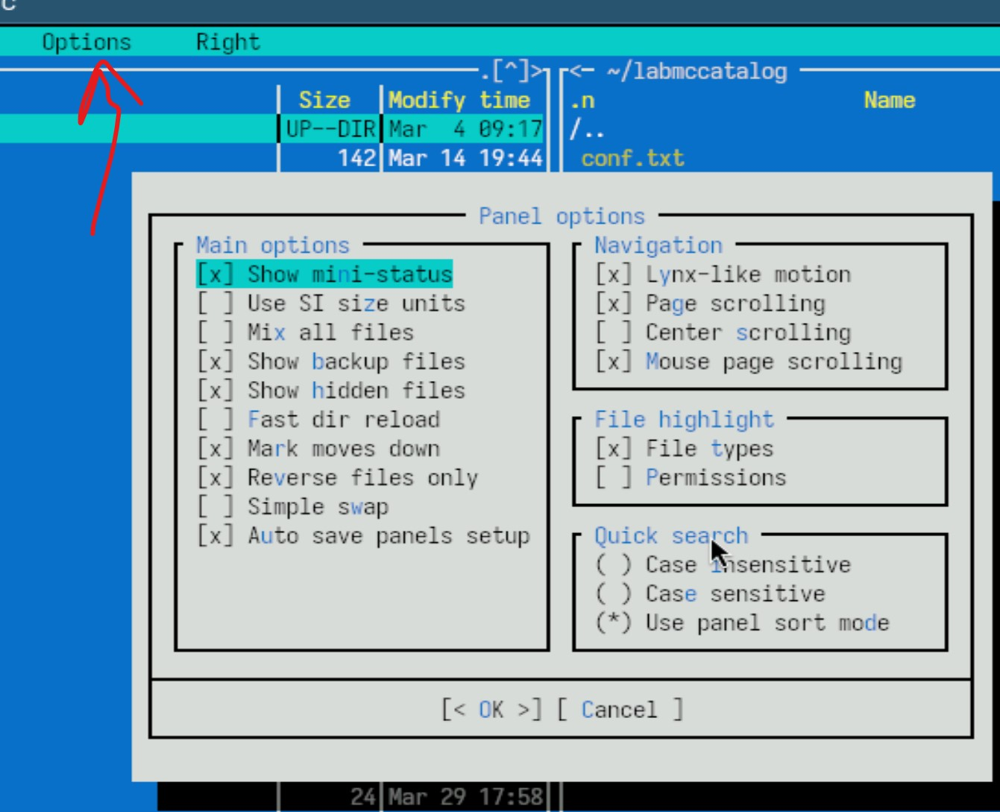 C
Options Right
.[^]> <- ~/labmccatalog
Size Modify time .n Name
UP--DIR Mar 4 09:17 /..
142 Mar 14 19:44 conf.txt
Panel options
Main options
[x] Show mini-status
[ ] Use SI size units
[ ] Mix all files
[x] Show backup files
[x] Show hidden files
[ ] Fast dir reload
[x] Mark moves down
[x] Reverse files only
[ ] Simple swap
[x] Auto save panels setup
Navigation
[x] Lynx-like motion
[x] Page scrolling
[ ] Center scrolling
[x] Mouse page scrolling
File highlight
[x] File types
[ ] Permissions
Quick search
( ) Case insensitive
( ) Case sensitive
(*) Use panel sort mode
[< OK >] [ Cancel ]
24 Mar 29 17:58